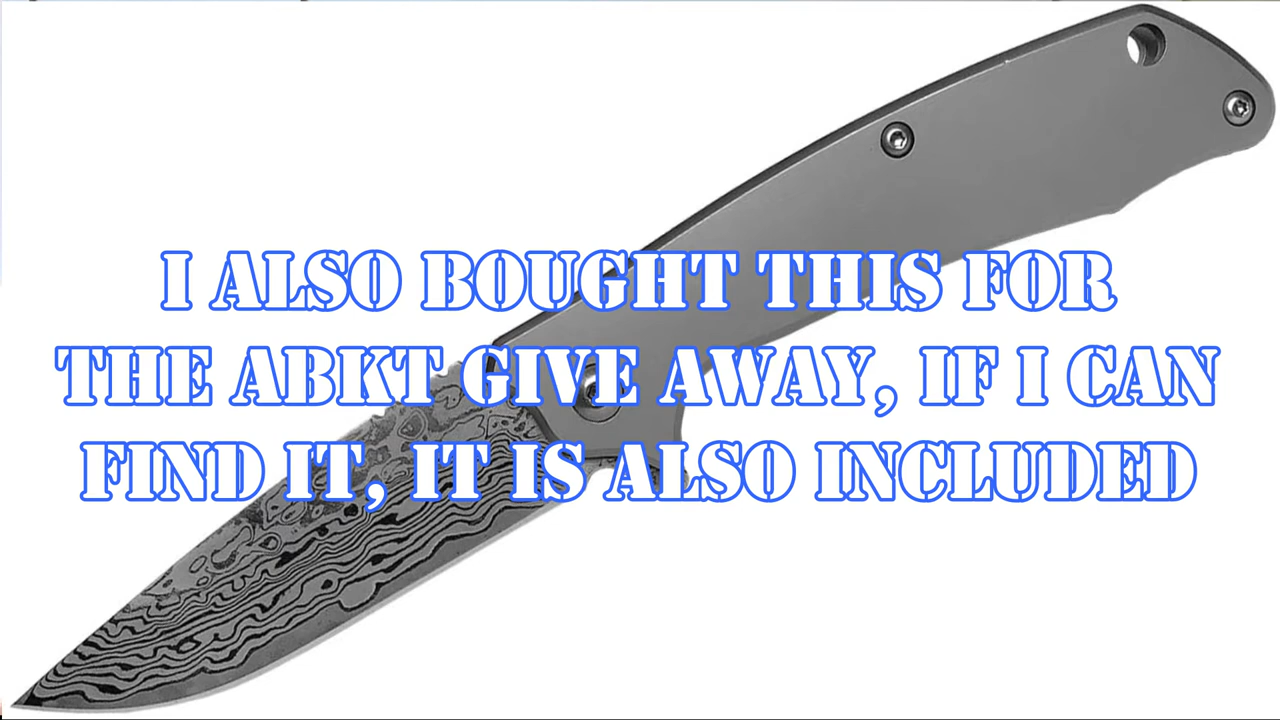 I ALSO BOUGHT THIS FOR
THE ABKT GIVE AWAY, IF I CAN
FIND IT, IT IS ALSO INCLUDED